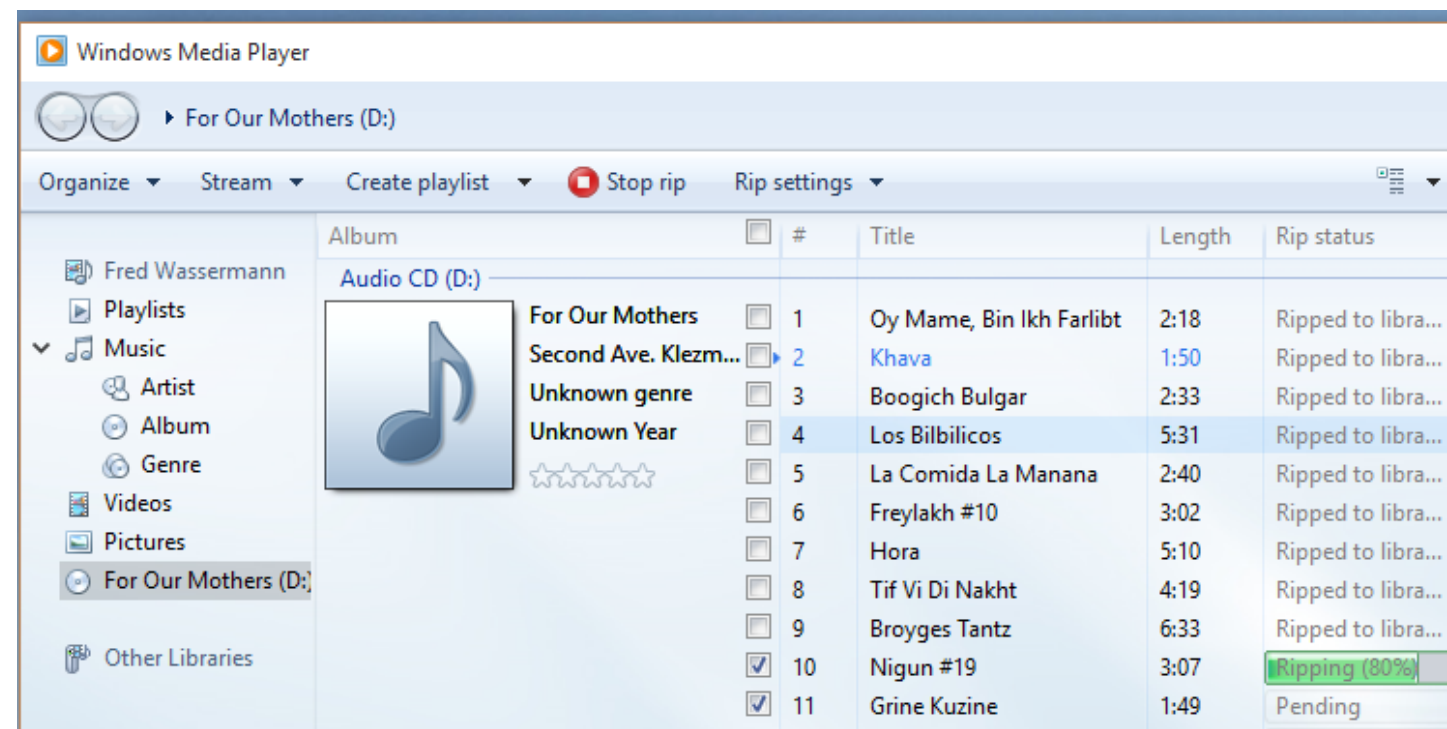 Windows Media Player
For Our Mothers (D:)
Organize Stream Create playlist Stop rip Rip settings
Album # Title Length Rip status
Fred Wassermann
Playlists
Music
Artist
Album
Genre
Videos
Pictures
For Our Mothers (D:)
Other Libraries
Audio CD (D:)
For Our Mothers
Second Ave. Klezm...
Unknown genre
Unknown Year
1 Oy Mame, Bin Ikh Farlibt 2:18 Ripped to libra...
2 Khava 1:50 Ripped to libra...
3 Boogich Bulgar 2:33 Ripped to libra...
4 Los Bilbilicos 5:31 Ripped to libra...
5 La Comida La Manana 2:40 Ripped to libra...
6 Freylakh #10 3:02 Ripped to libra...
7 Hora 5:10 Ripped to libra...
8 Tif Vi Di Nakht 4:19 Ripped to libra...
9 Broyges Tantz 6:33 Ripped to libra...
10 Nigun #19 3:07 Ripping (80%)
11 Grine Kuzine 1:49 Pending